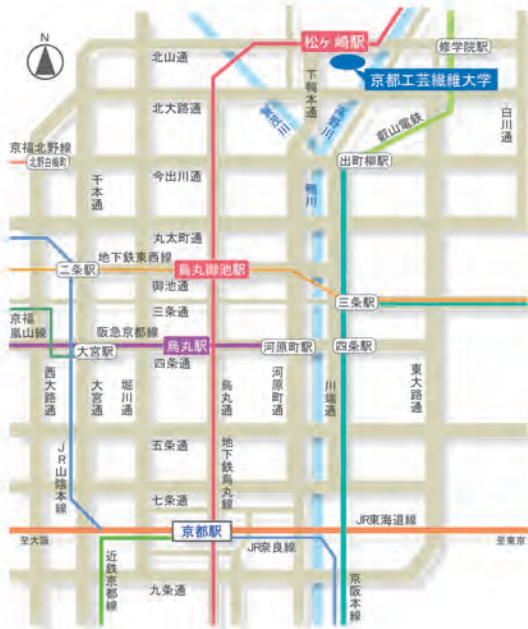 N
松ヶ崎駅
修学院駅
北山通
下鴨本通
京都工芸繊維大学
高野川
賀茂川
北大路通
叡山電鉄
白川通
京福北野線
北野白梅町
今出川通
出町柳駅
千本通
鴨川
丸太町通
地下鉄東西線
二条駅
烏丸御池駅
御池通
三条通
三条駅
京福
嵐山線
阪急京都線
大宮駅
烏丸駅
河原町駅
四条駅
四条通
西大路通
大宮通
堀川通
烏丸通
河原町通
川端通
東大路通
JR山陰本線
五条通
地下鉄烏丸線
七条通
京都駅
JR東海道線
至大阪
至東京
JR奈良線
近鉄京都線
九条通
京阪本線